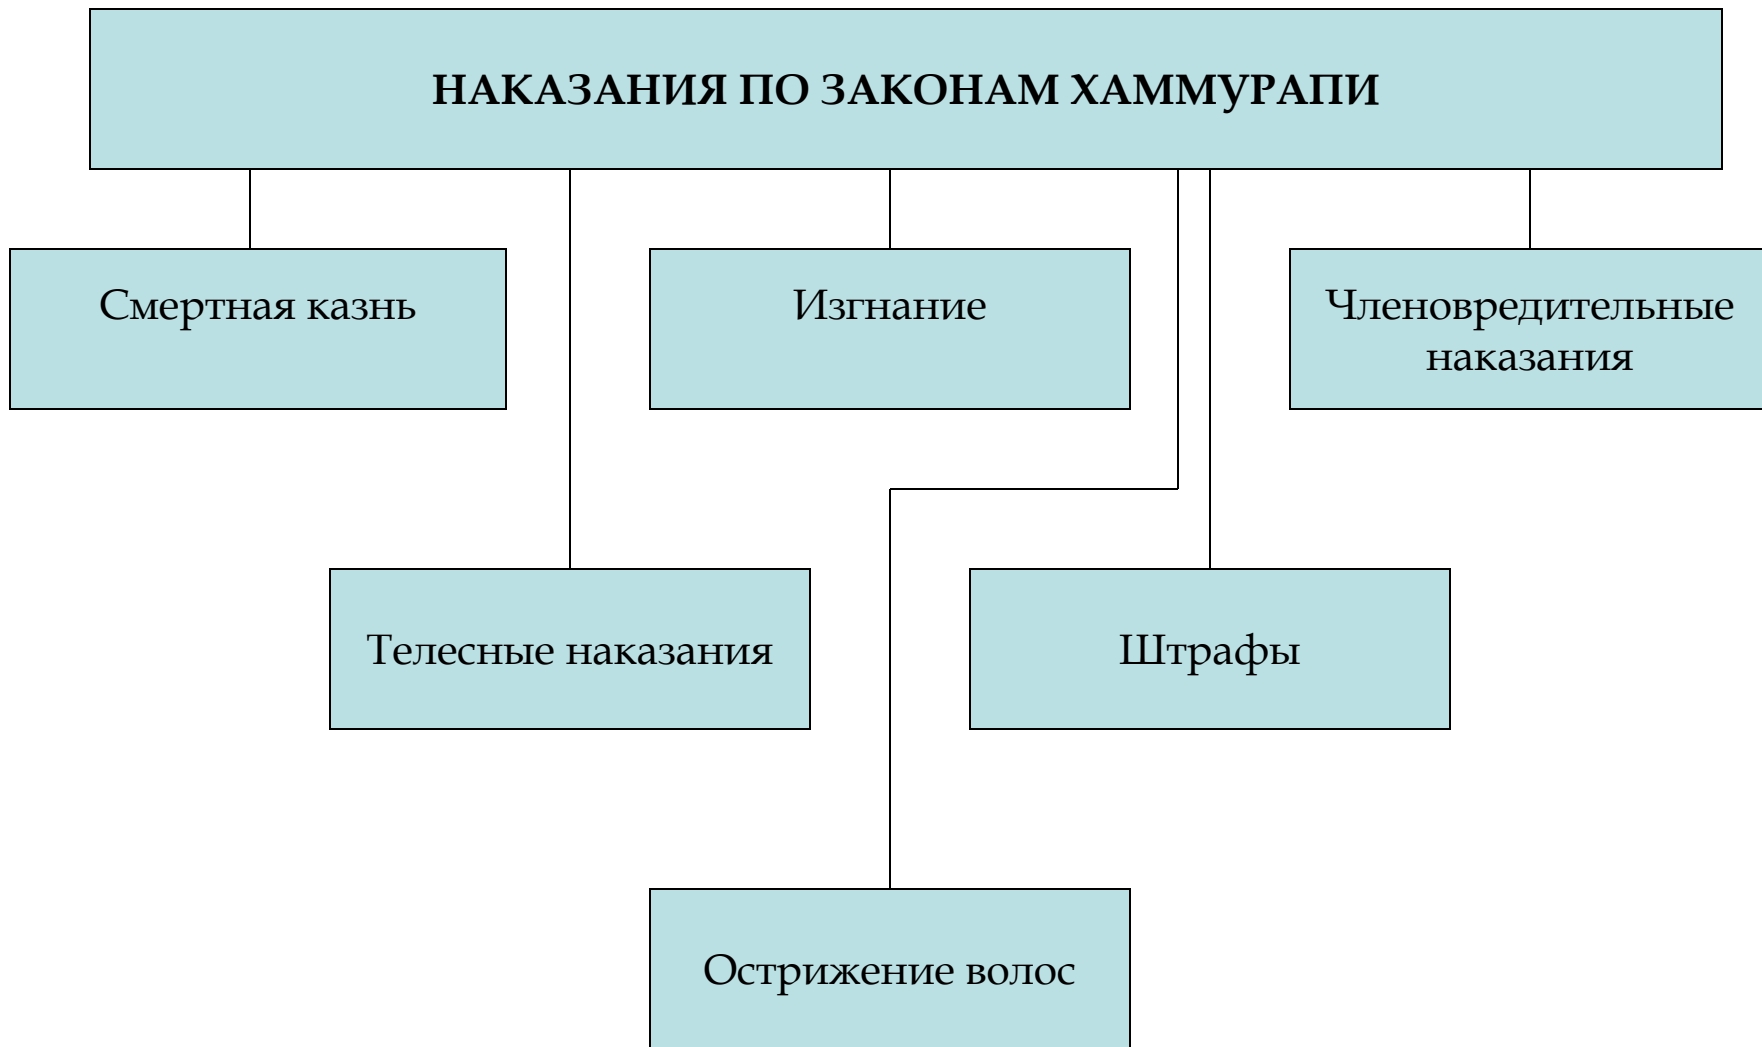 НАКАЗАНИЯ ПО ЗАКОНАМ ХАММУРАПИ
Смертная казнь
Изгнание
Членовредительные
наказания
Телесные наказания
Штрафы
Острижение волос